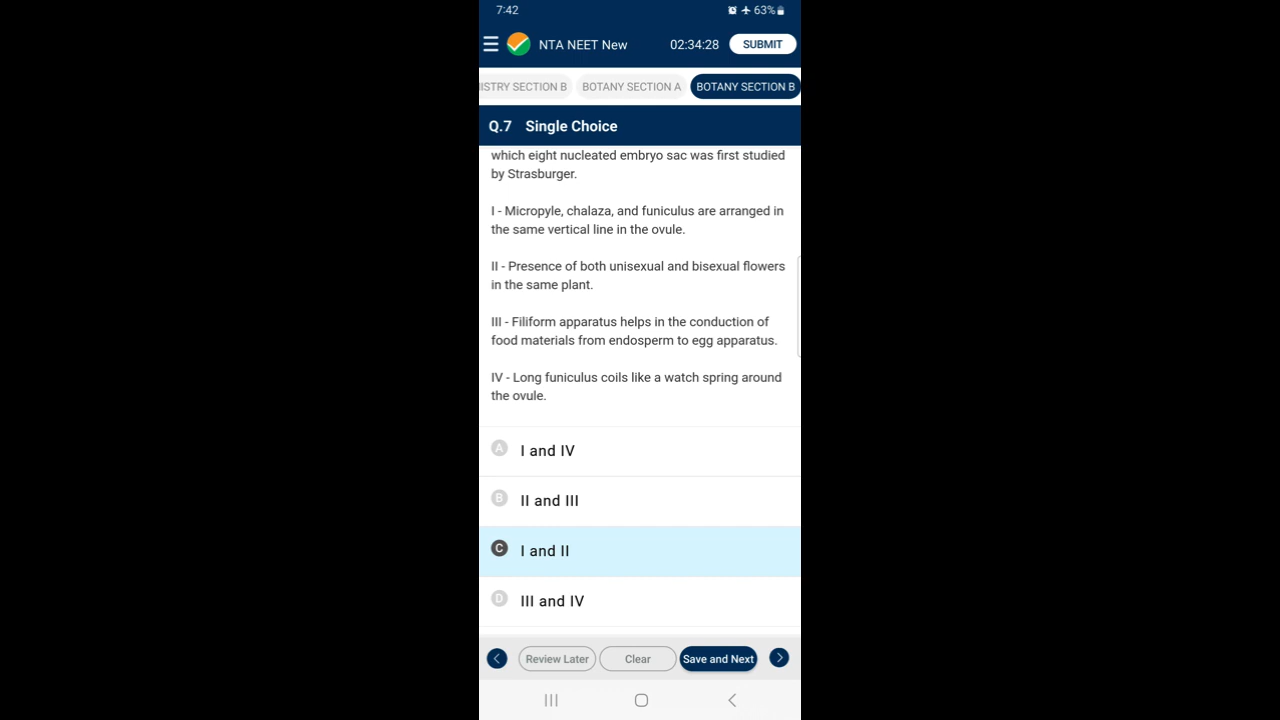 7:42
63%
NTA NEET New
02:34:28
SUBMIT
ISTRY SECTION B
BOTANY SECTION A
BOTANY SECTION B
Q.7 Single Choice
which eight nucleated embryo sac was first studied
by Strasburger.
I - Micropyle, chalaza, and funiculus are arranged in
the same vertical line in the ovule.
II - Presence of both unisexual and bisexual flowers
in the same plant.
III - Filiform apparatus helps in the conduction of
food materials from endosperm to egg apparatus.
IV - Long funiculus coils like a watch spring around
the ovule.
A I and IV
B II and III
C I and II
D III and IV
Review Later
Clear
Save and Next